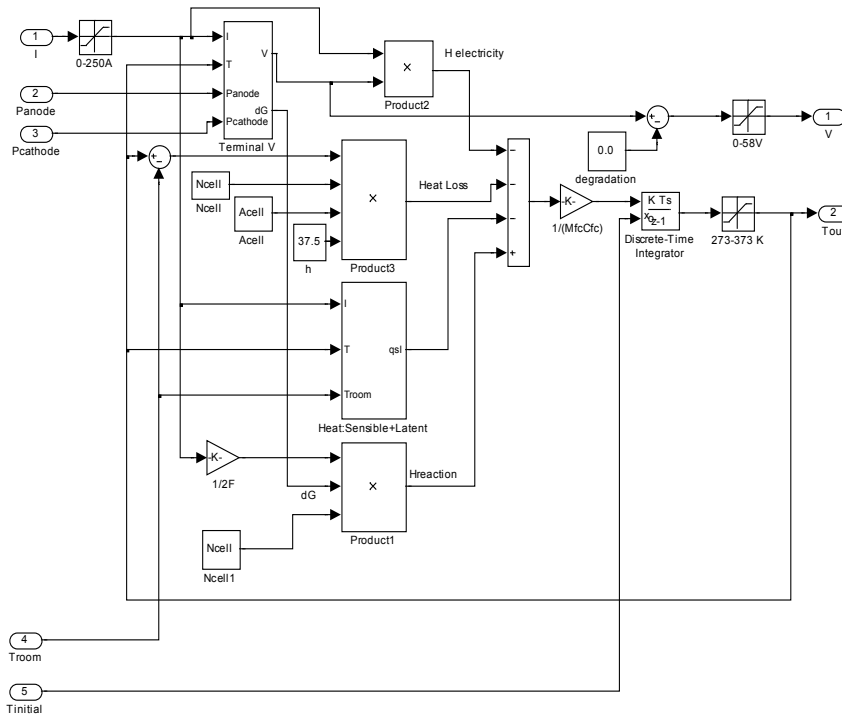 1
I
0-250A
2
Panode
3
Pcathode
I
T
Panode
Pcathode
V
dG
Terminal V
×
Product2
H electricity
+
−
0.0
degradation
0-58V
1
V
+
−
Ncell
Ncell
Acell
Acell
37.5
h
×
Product3
Heat Loss
−
−
−
+
-K-
1/(MfcCfc)
K Ts
xo
z-1
Discrete-Time
Integrator
273-373 K
2
Tou
I
T
Troom
qsl
Heat:Sensible+Latent
-K-
1/2F
dG
×
Product1
Hreaction
Ncell
Ncell1
4
Troom
5
Tinitial